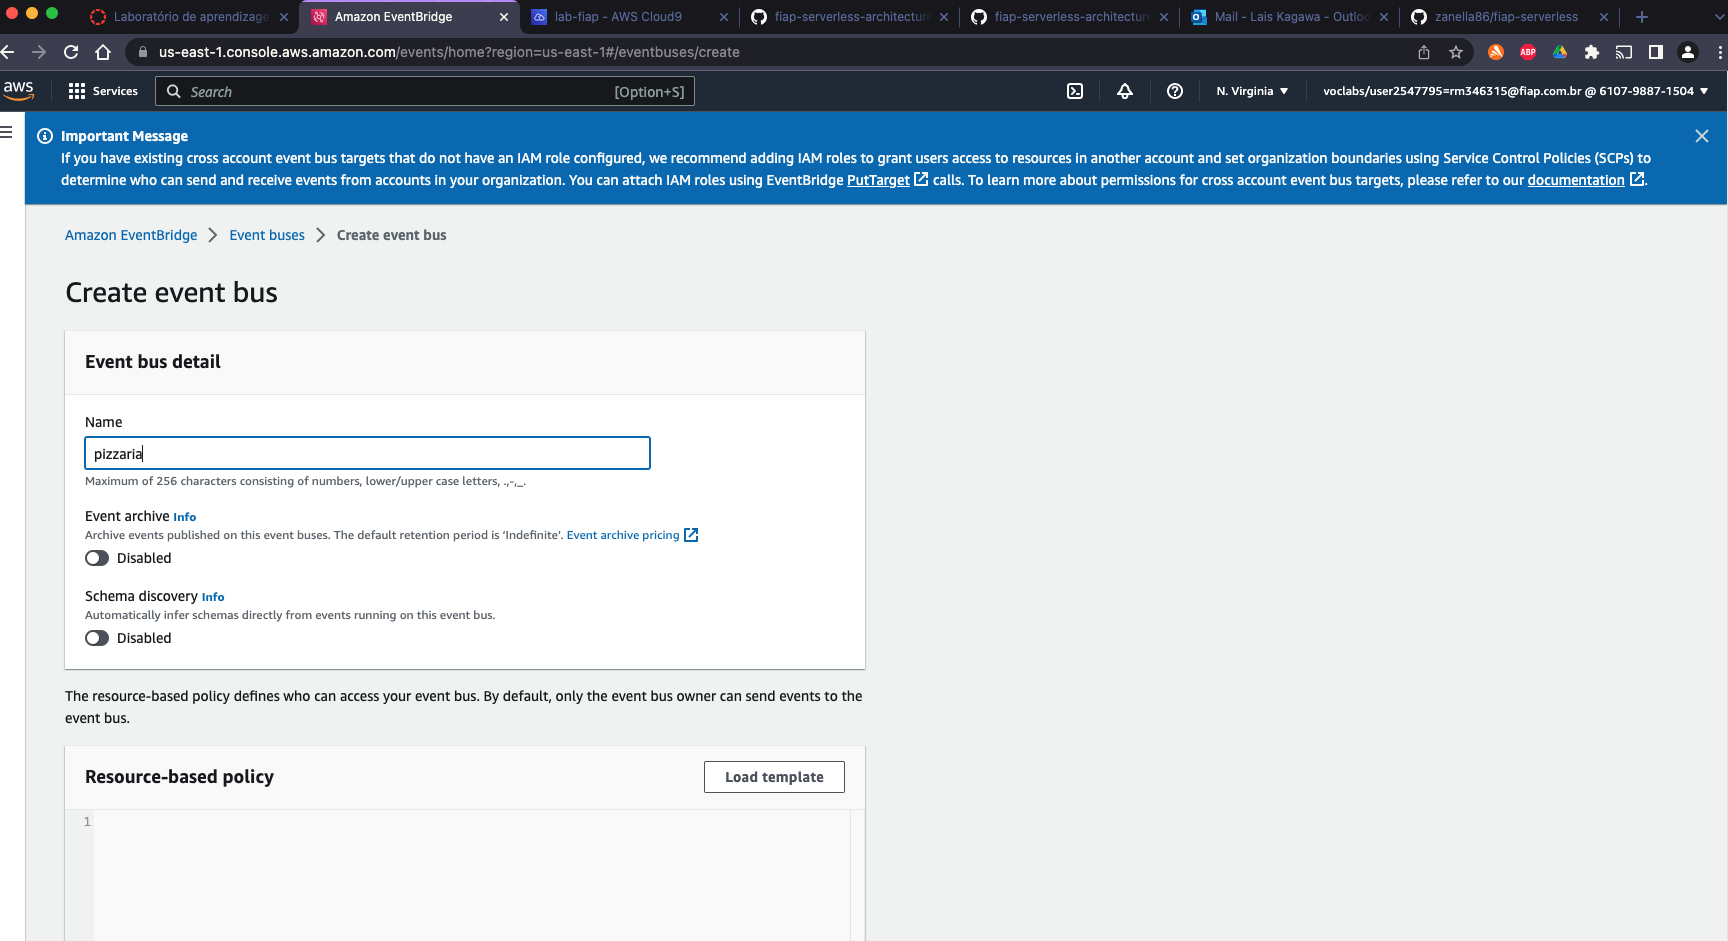 Laboratório de aprendizage
Amazon EventBridge
lab-fiap - AWS Cloud9
fiap-serverless-architecture
fiap-serverless-architecture
Mail - Lais Kagawa - Outloo
zanella86/fiap-serverless
us-east-1.console.aws.amazon.com/events/home?region=us-east-1#/eventbuses/create
ABP
aws
Services
Search
[Option+S]
N. Virginia
voclabs/user2547795=rm346315@fiap.com.br @ 6107-9887-1504
Important Message
If you have existing cross account event bus targets that do not have an IAM role configured, we recommend adding IAM roles to grant users access to resources in another account and set organization boundaries using Service Control Policies (SCPs) to
determine who can send and receive events from accounts in your organization. You can attach IAM roles using EventBridge PutTarget calls. To learn more about permissions for cross account event bus targets, please refer to our documentation .
Amazon EventBridge
Event buses
Create event bus
Create event bus
Event bus detail
Name
pizzaria
Maximum of 256 characters consisting of numbers, lower/upper case letters, .,-,_.
Event archive Info
Archive events published on this event buses. The default retention period is ‘Indefinite’. Event archive pricing
Disabled
Schema discovery Info
Automatically infer schemas directly from events running on this event bus.
Disabled
The resource-based policy defines who can access your event bus. By default, only the event bus owner can send events to the
event bus.
Resource-based policy
Load template
1